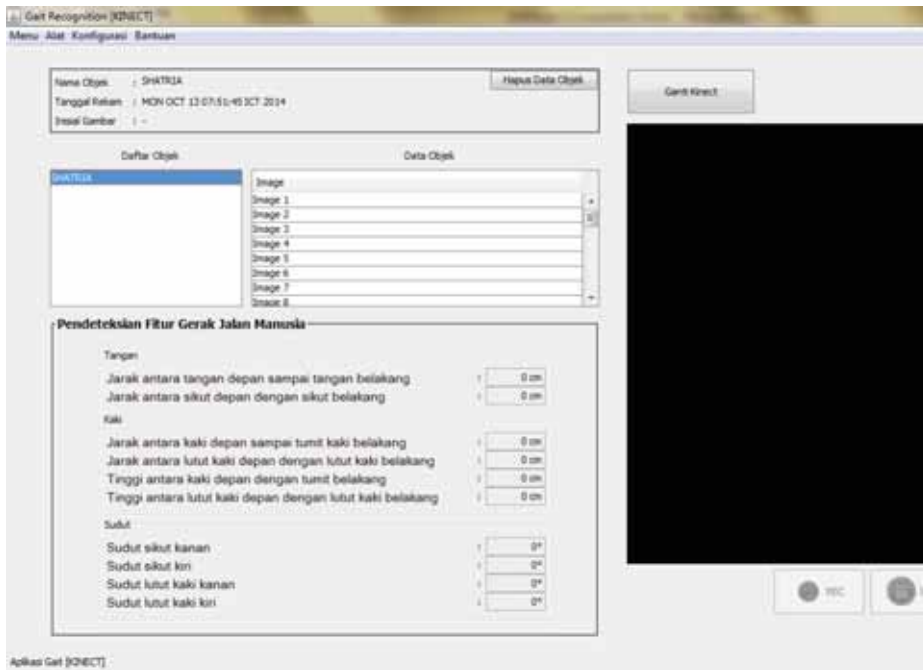 Gait Recognition [KINECT]
Menu Alat Konfigurasi Bantuan
Nama Objek : SHATRIA
Hapus Data Objek
Tanggal Rekam : MON OCT 13 07:51:45 ICT 2014
Inisial Gambar : -
Ganti Kinect
Daftar Objek
Data Objek
SHATRIA
Image
Image 1
Image 2
Image 3
Image 4
Image 5
Image 6
Image 7
Image 8
Pendeteksian Fitur Gerak Jalan Manusia
Tangan
Jarak antara tangan depan sampai tangan belakang : 0 cm
Jarak antara sikut depan dengan sikut belakang : 0 cm
Kaki
Jarak antara kaki depan sampai tumit kaki belakang : 0 cm
Jarak antara lutut kaki depan dengan lutut kaki belakang : 0 cm
Tinggi antara kaki depan dengan tumit belakang : 0 cm
Tinggi antara lutut kaki depan dengan lutut kaki belakang : 0 cm
Sudut
Sudut sikut kanan : 0°
Sudut sikut kiri : 0°
Sudut lutut kaki kanan : 0°
Sudut lutut kaki kiri : 0°
REC
Aplikasi Gait [KINECT]